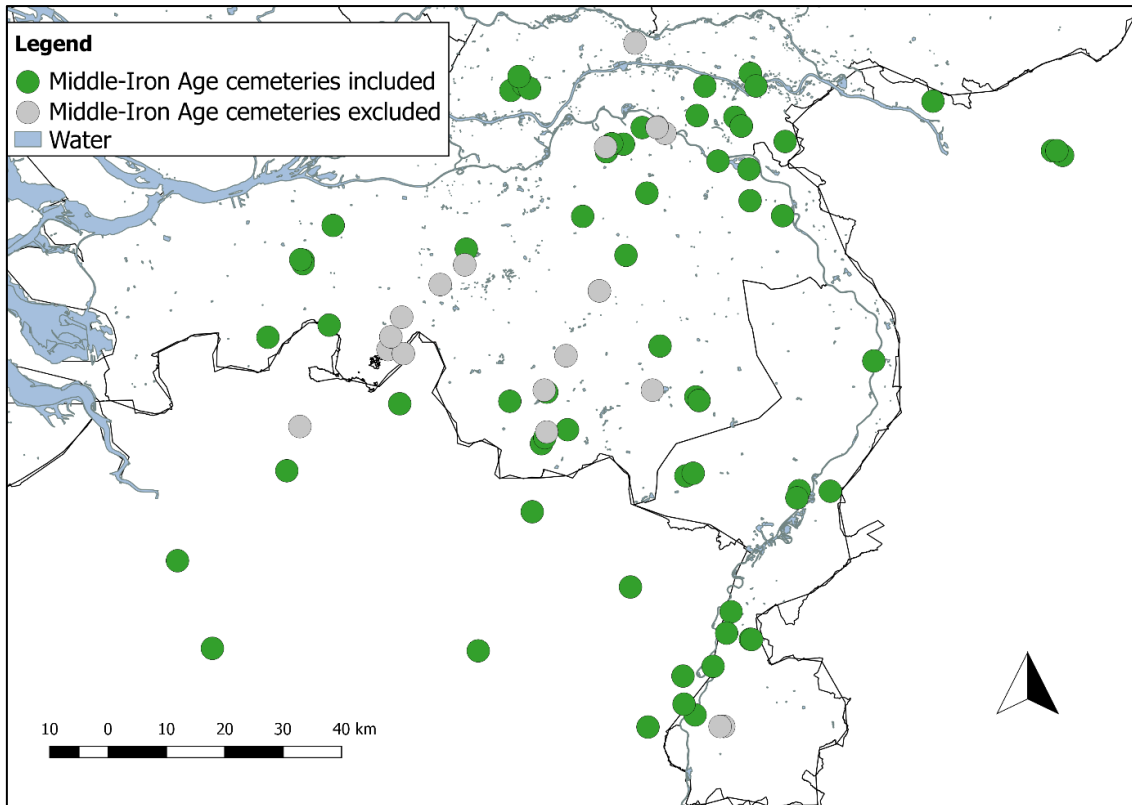 Legend
Middle-Iron Age cemeteries included
Middle-Iron Age cemeteries excluded
Water
10 0 10 20 30 40 km